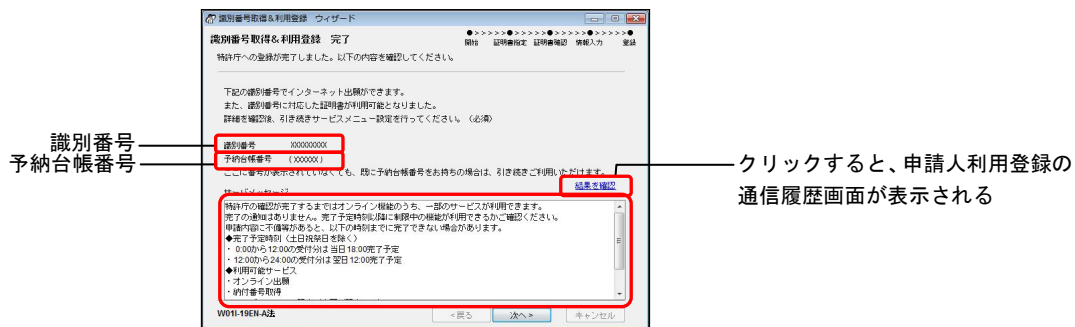 識別番号取得&利用登録 ウィザード
識別番号取得&利用登録 完了
●>>>>>●>>>>>●>>>>>●>>>>>●
開始 証明書指定 証明書確認 情報入力 登録
特許庁への登録が完了しました。以下の内容を確認してください。
下記の識別番号でインターネット出願ができます。
また、識別番号に対応した証明書が利用可能となりました。
詳細を確認後、引き続きサービスメニュー設定を行ってください。(必須)
識別番号
予納台帳番号
識別番号 XXXXXXXXX
予納台帳番号 (XXXXXX)
クリックすると、申請人利用登録の
通信履歴画面が表示される
ここに番号が表示されていなくても、既に予納台帳番号をお持ちの場合は、引き続きご利用いただけます。
サーバメッセージ
結果を確認
特許庁の確認が完了するまではオンライン機能のうち、一部のサービスが利用できます。
完了の通知はありません。完了予定時刻以降に制限中の機能が利用できるかご確認ください。
申請内容に不備等があると、以下の時刻までに完了できない場合があります。
◆完了予定時刻(土日祝祭日を除く)
・ 0:00から12:00の受付分は当日18:00完了予定
・ 12:00から24:00の受付分は翌日12:00完了予定
◆利用可能サービス
・オンライン出願
・納付番号取得
W01I-19EN-A法
<戻る
次へ>
キャンセル